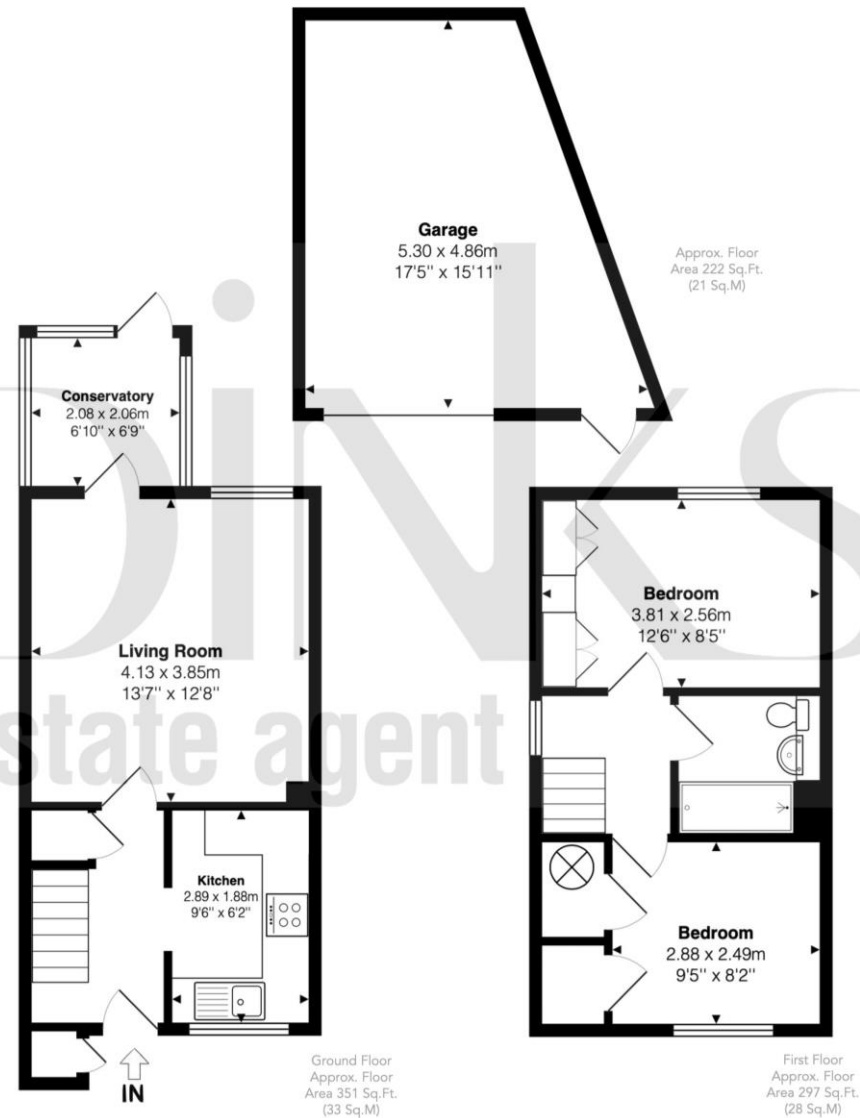 Garage
5.30 x 4.86m
17'5" x 15'11"
Approx. Floor
Area 222 Sq.Ft.
(21 Sq.M)
Conservatory
2.08 x 2.06m
6'10" x 6'9"
Living Room
4.13 x 3.85m
13'7" x 12'8"
Bedroom
3.81 x 2.56m
12'6" x 8'5"
DiNKS
state agent
Kitchen
2.89 x 1.88m
9'6" x 6'2"
Bedroom
2.88 x 2.49m
9'5" x 8'2"
IN
Ground Floor
Approx. Floor
Area 351 Sq.Ft.
(33 Sq.M)
First Floor
Approx. Floor
Area 297 Sq.Ft.
(28 Sq.M)